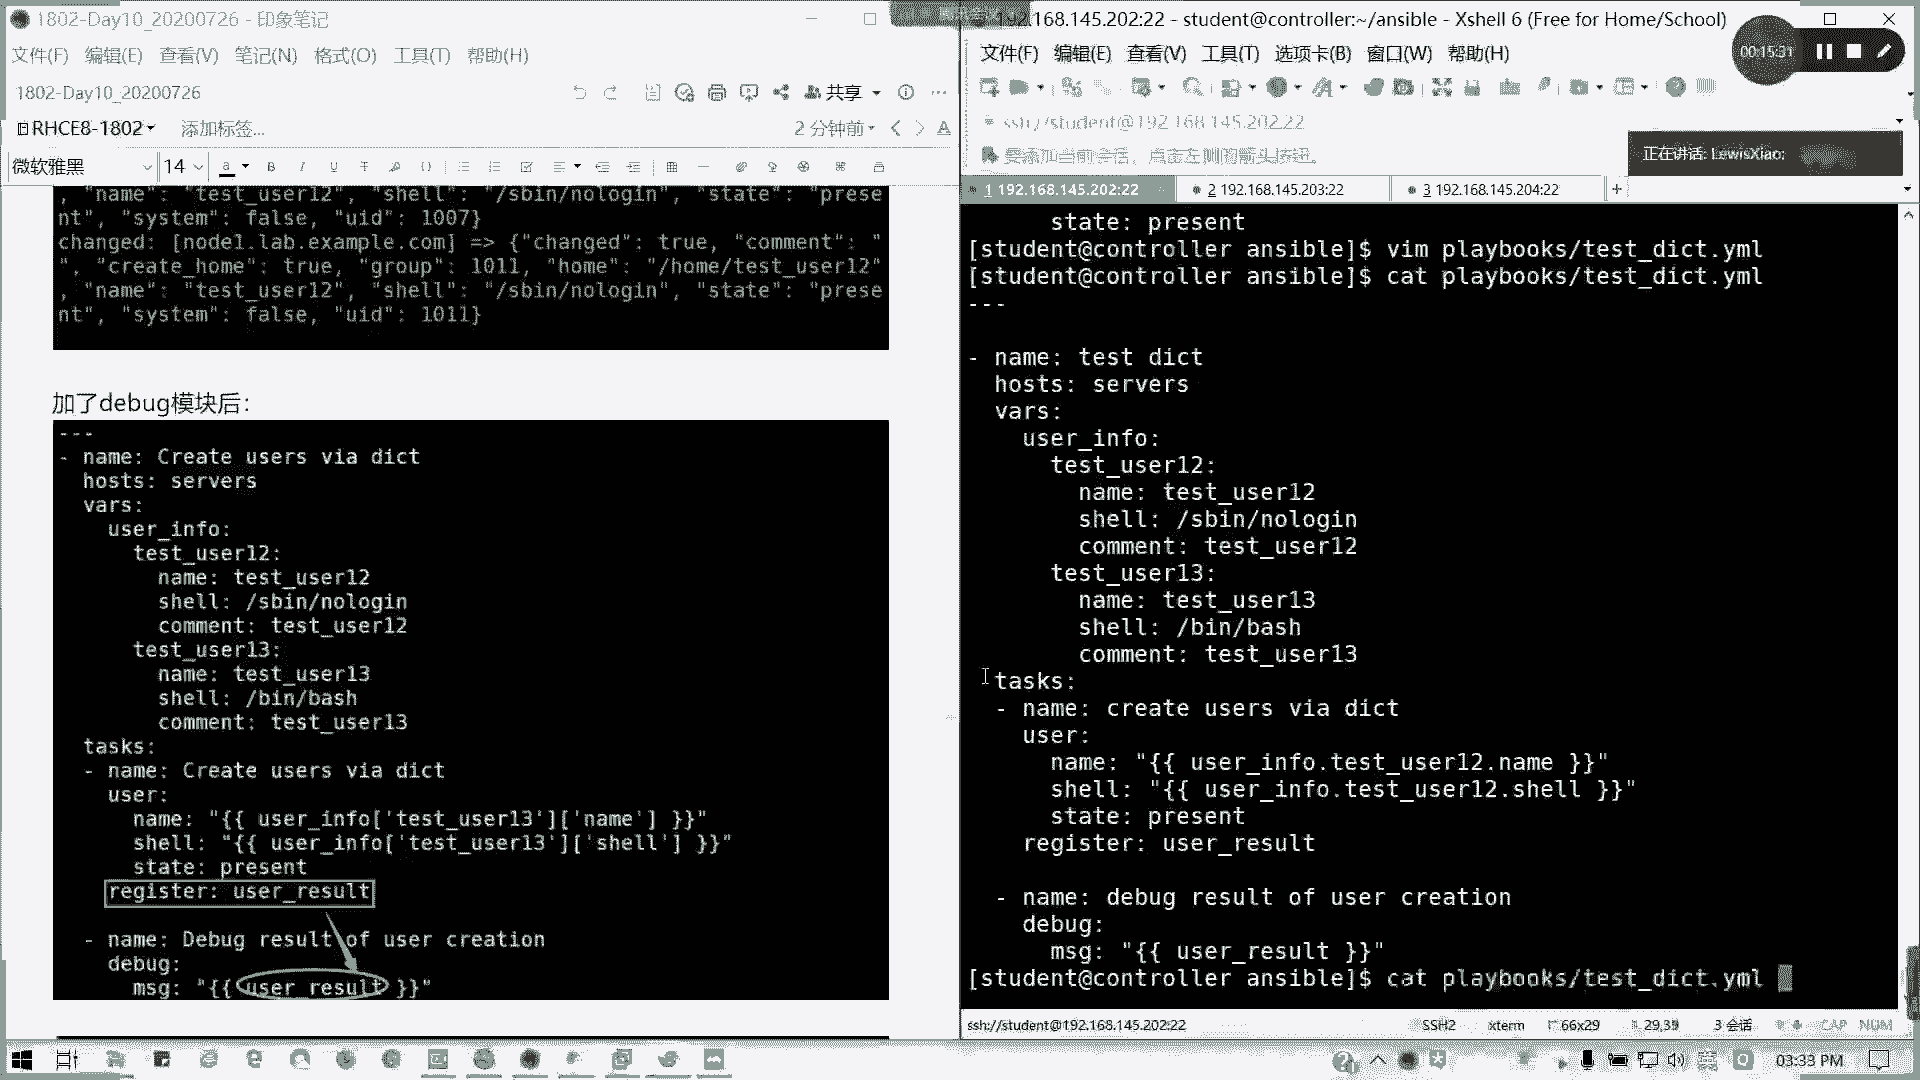 1802-Day10_20200726 - 印象笔记
文件(F) 编辑(E) 查看(V) 笔记(N) 格式(O) 工具(T) 帮助(H)
1802-Day10_20200726
共享
RHCE8-1802
添加标签...
2 分钟前
微软雅黑 14
, "name": "test_user12", "shell": "/sbin/nologin", "state": "prese
nt", "system": false, "uid": 1007}
changed: [node1.lab.example.com] => {"changed": true, "comment": "
", "create_home": true, "group": 1011, "home": "/home/test_user12"
, "name": "test_user12", "shell": "/sbin/nologin", "state": "prese
nt", "system": false, "uid": 1011}
加了debug模块后:
---
- name: Create users via dict
hosts: servers
vars:
user_info:
test_user12:
name: test_user12
shell: /sbin/nologin
comment: test_user12
test_user13:
name: test_user13
shell: /bin/bash
comment: test_user13
tasks:
- name: Create users via dict
user:
name: "{{ user_info['test_user13']['name'] }}"
shell: "{{ user_info['test_user13']['shell'] }}"
state: present
register: user_result
- name: Debug result of user creation
debug:
msg: "{{ user_result }}"
192.168.145.202:22 - student@controller:~/ansible - Xshell 6 (Free for Home/School)
00:15:31
文件(F) 编辑(E) 查看(V) 工具(T) 选项卡(B) 窗口(W) 帮助(H)
ssh://student@192.168.145.202:22
要添加当前会话，点击左侧的箭头按钮。
正在讲话: LewisXiao;
1 192.168.145.202:22
2 192.168.145.203:22
3 192.168.145.204:22
state: present
[student@controller ansible]$ vim playbooks/test_dict.yml
[student@controller ansible]$ cat playbooks/test_dict.yml
---
- name: test dict
hosts: servers
vars:
user_info:
test_user12:
name: test_user12
shell: /sbin/nologin
comment: test_user12
test_user13:
name: test_user13
shell: /bin/bash
comment: test_user13
tasks:
- name: create users via dict
user:
name: "{{ user_info.test_user12.name }}"
shell: "{{ user_info.test_user12.shell }}"
state: present
register: user_result
- name: debug result of user creation
debug:
msg: "{{ user_result }}"
[student@controller ansible]$ cat playbooks/test_dict.yml
ssh://student@192.168.145.202:22
SSH2 xterm 66x29 29,39 3 会话 CAP NUM
03:33 PM